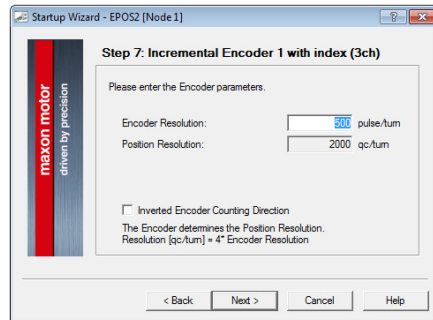 Startup Wizard - EPOS2 [Node1]
Step 7: Incremental Encoder 1 with index (3ch)
maxon motor
driven by precision
Please enter the Encoder parameters.
Encoder Resolution: 500 pulse/turn
Position Resolution: 2000 qc/turn
Inverted Encoder Counting Direction
The Encoder determines the Position Resolution.
Resolution [qc/turn] = 4* Encoder Resolution
< Back Next > Cancel Help